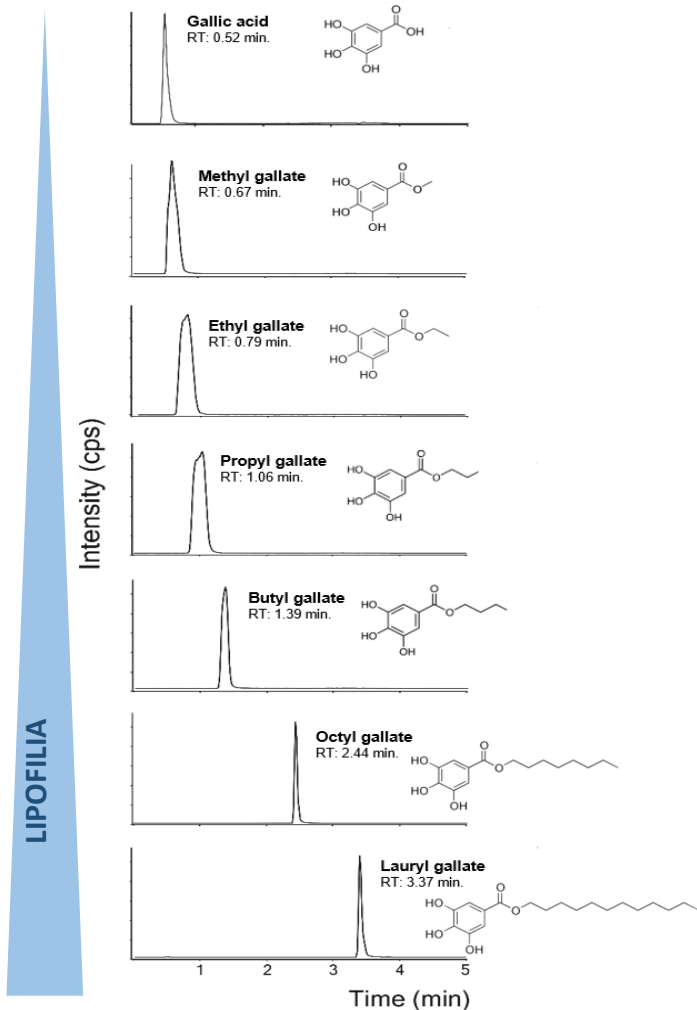 Gallic acid
RT: 0.52 min.
HO
HO
OH
O
OH
Methyl gallate
RT: 0.67 min.
HO
HO
OH
O
O
Ethyl gallate
RT: 0.79 min.
HO
HO
HO
O
O
Propyl gallate
RT: 1.06 min.
HO
HO
OH
O
O
Butyl gallate
RT: 1.39 min.
HO
HO
OH
O
O
Octyl gallate
RT: 2.44 min.
HO
HO
OH
O
O
Lauryl gallate
RT: 3.37 min.
HO
HO
OH
O
O
Intensity (cps)
LIPOFILIA
1 2 3 4 5
Time (min)